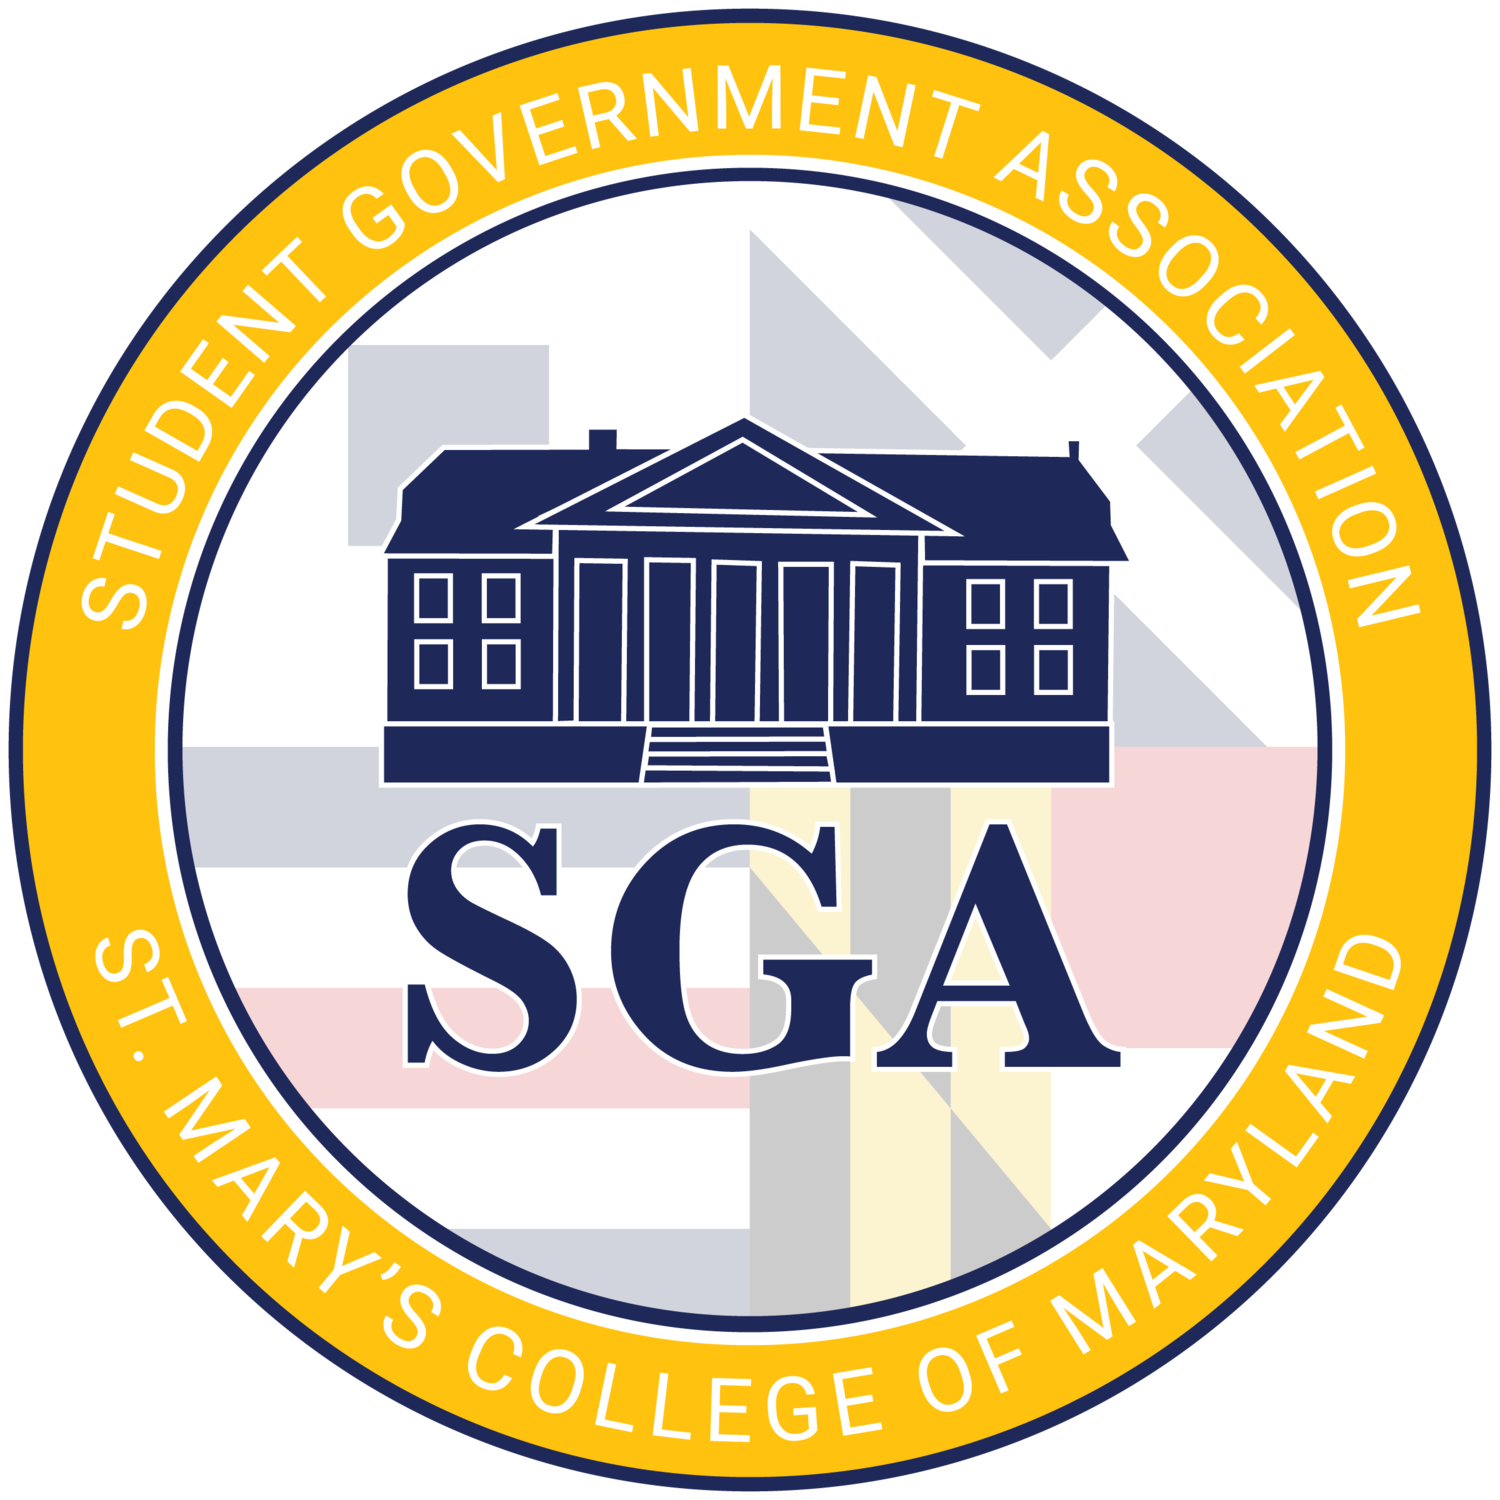 STUDENT GOVERNMENT ASSOCIATION
SGA
ST. MARY'S COLLEGE OF MARYLAND